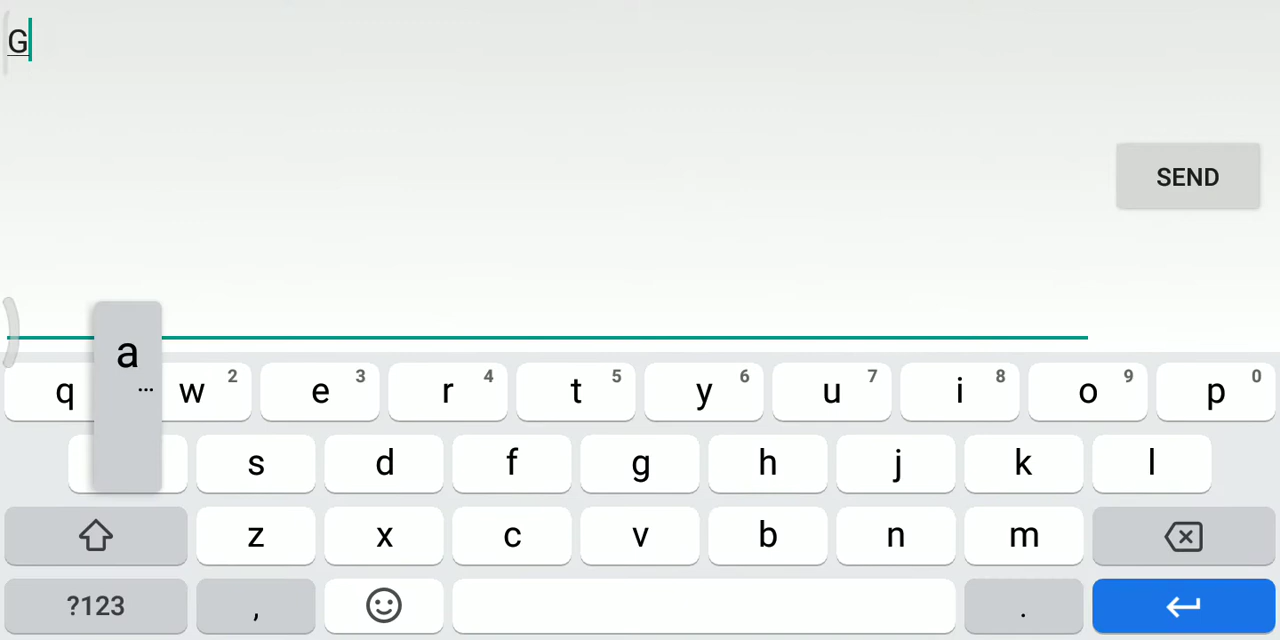 G
SEND
a
...
q w 2 e 3 r 4 t 5 y 6 u 7 i 8 o 9 p 0
s d f g h j k l
z x c v b n m
?123 , .